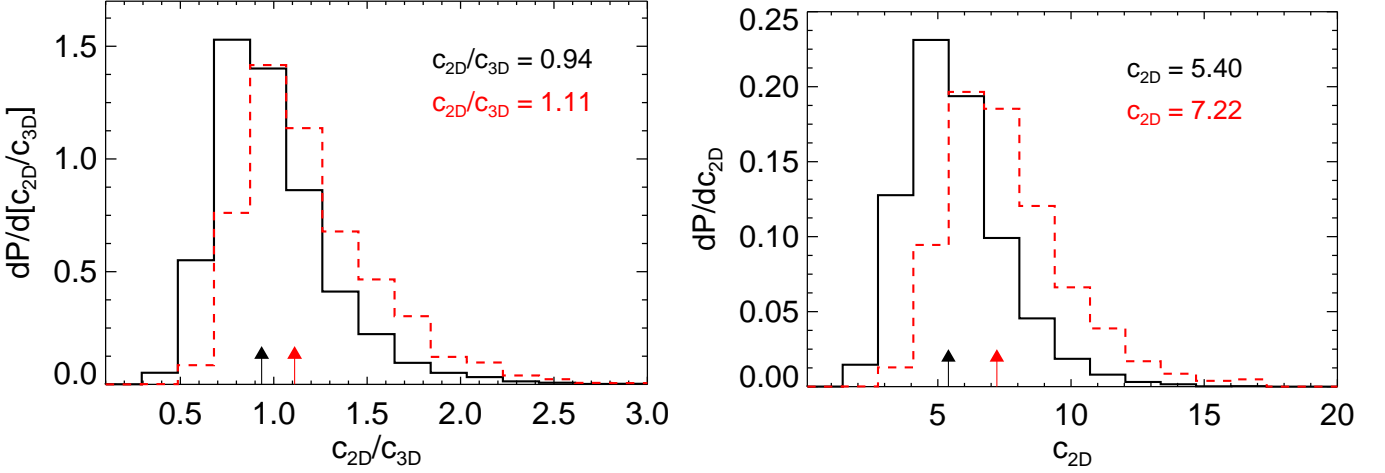 dP/d[c2D/c3D]
1.5
1.0
0.5
0.0
c2D/c3D = 0.94
c2D/c3D = 1.11
0.5 1.0 1.5 2.0 2.5 3.0
c2D/c3D
dP/dc2D
0.25
0.20
0.15
0.10
0.05
0.00
c2D = 5.40
c2D = 7.22
5 10 15 20
c2D